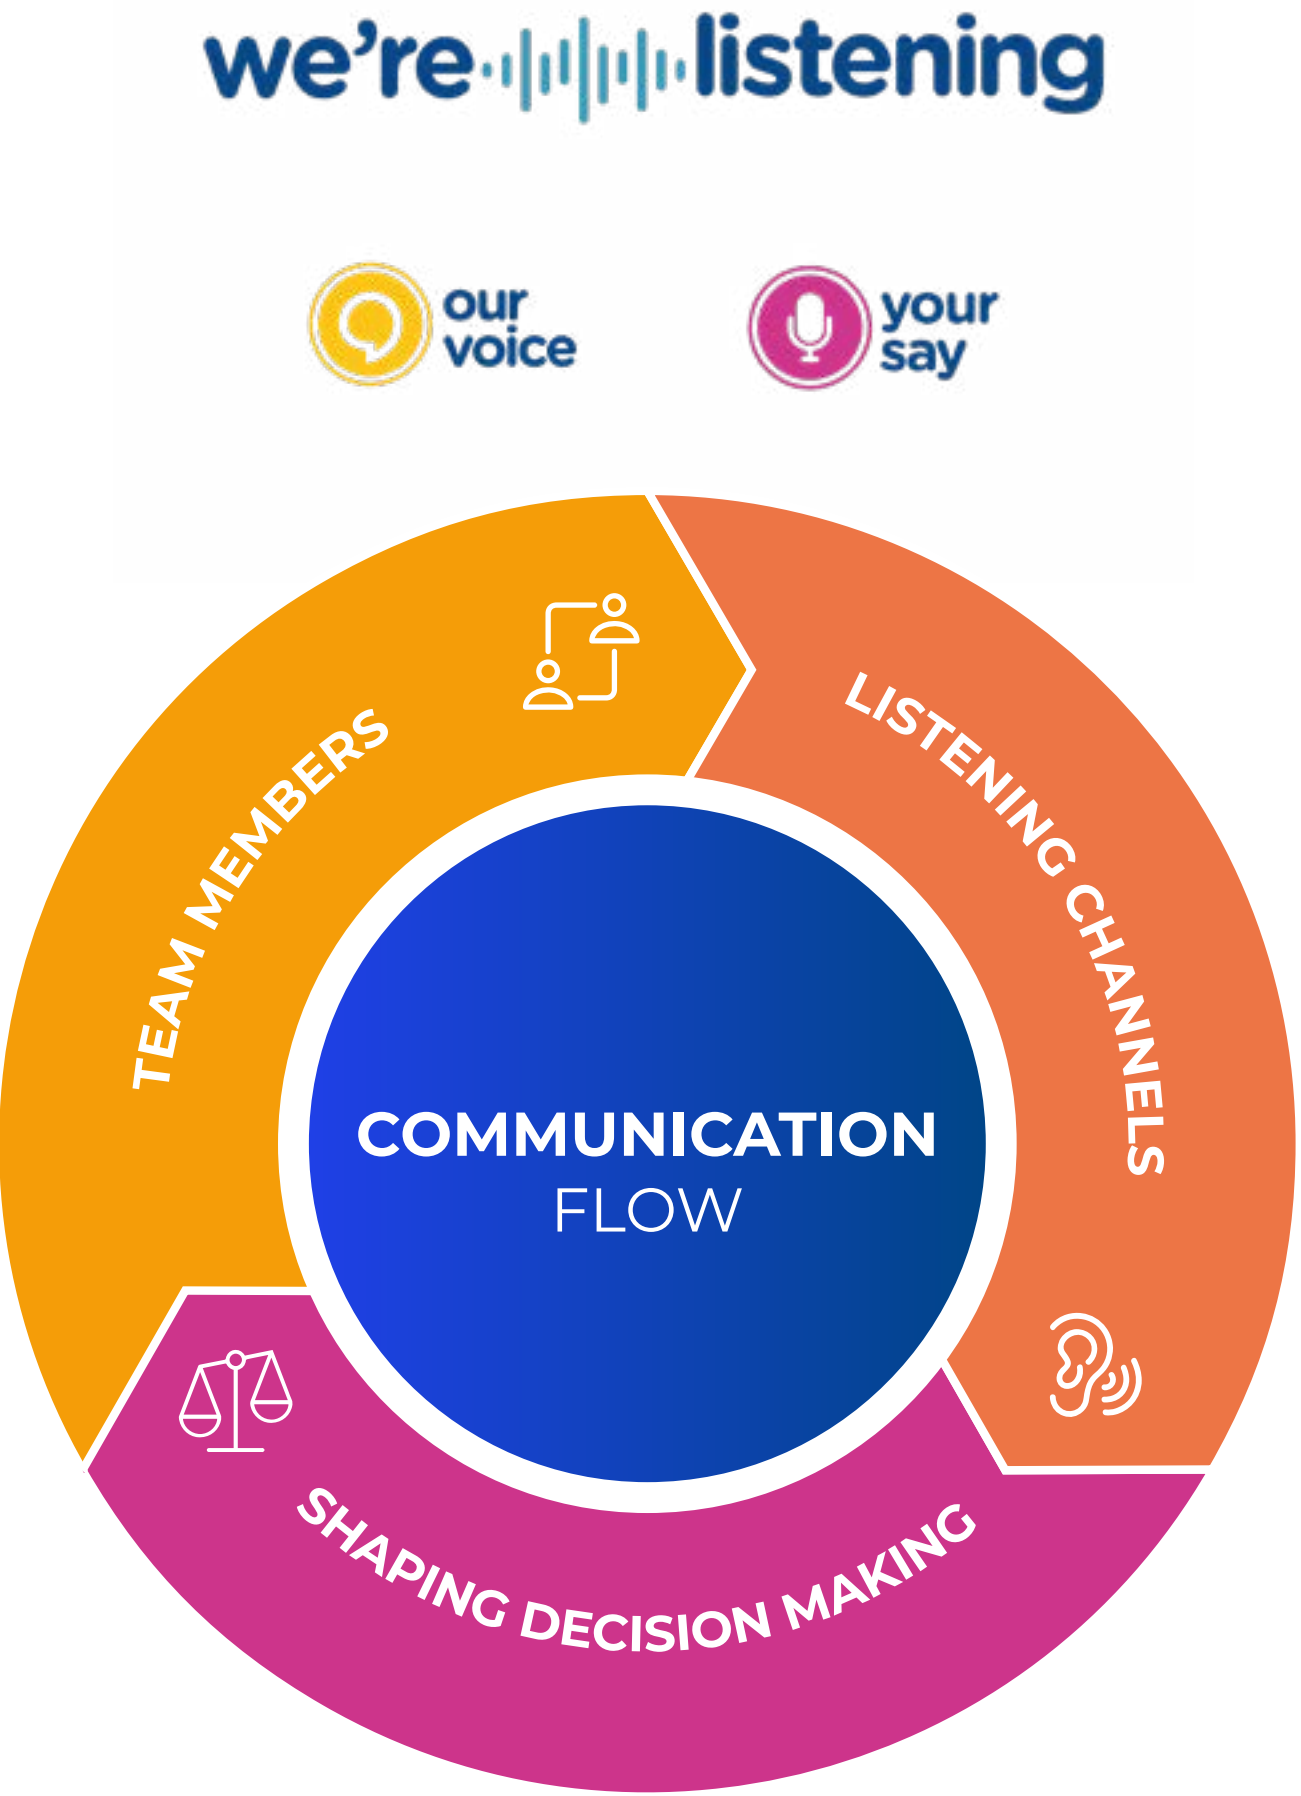 we're listening
our
voice
your
say
TEAM MEMBERS
LISTENING CHANNELS
COMMUNICATION
FLOW
SHAPING DECISION MAKING